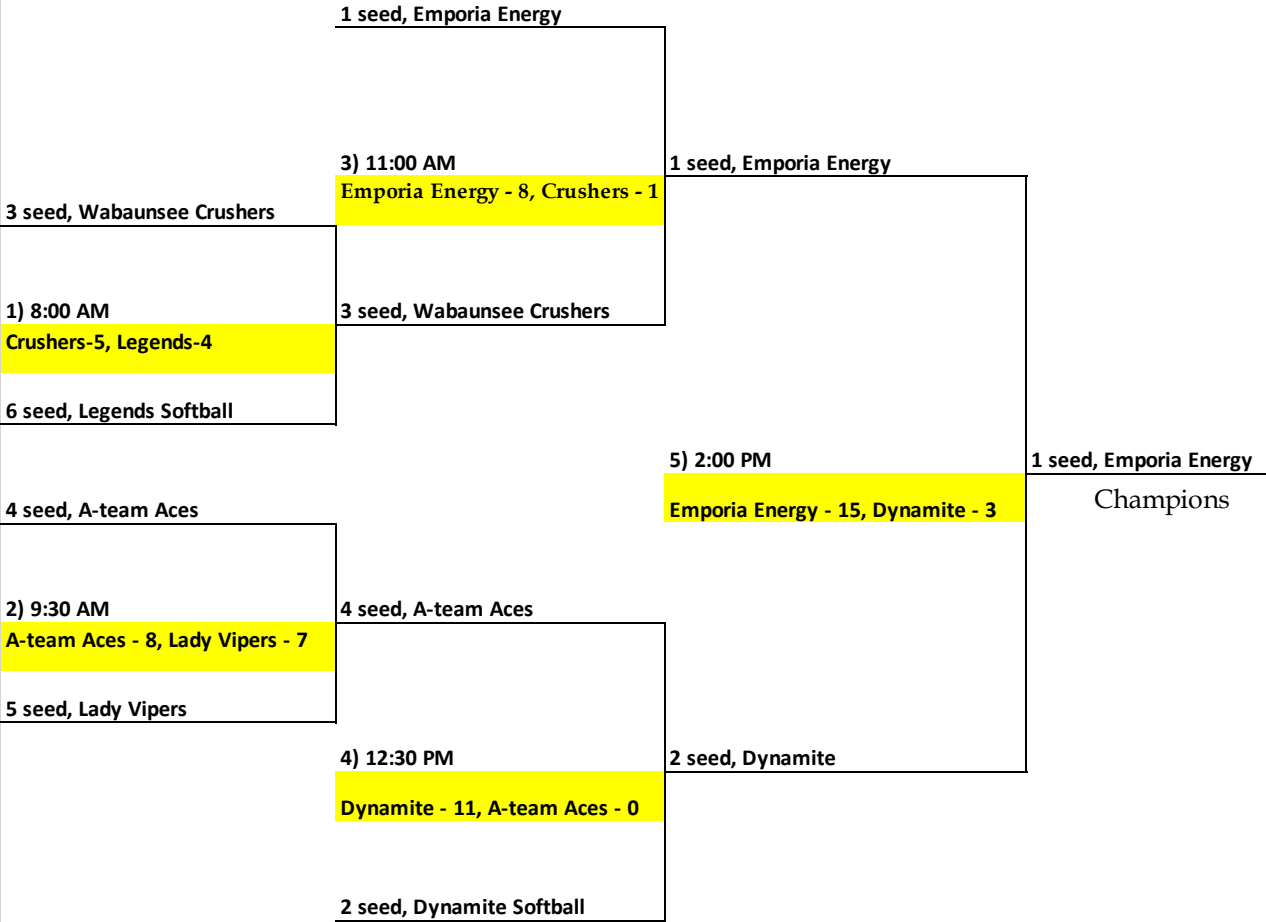 1 seed, Emporia Energy
3) 11:00 AM
1 seed, Emporia Energy
Emporia Energy - 8, Crushers - 1
3 seed, Wabaunsee Crushers
1) 8:00 AM
3 seed, Wabaunsee Crushers
Crushers-5, Legends-4
6 seed, Legends Softball
5) 2:00 PM
1 seed, Emporia Energy
Champions
4 seed, A-team Aces
Emporia Energy - 15, Dynamite - 3
2) 9:30 AM
4 seed, A-team Aces
A-team Aces - 8, Lady Vipers - 7
5 seed, Lady Vipers
4) 12:30 PM
2 seed, Dynamite
Dynamite - 11, A-team Aces - 0
2 seed, Dynamite Softball